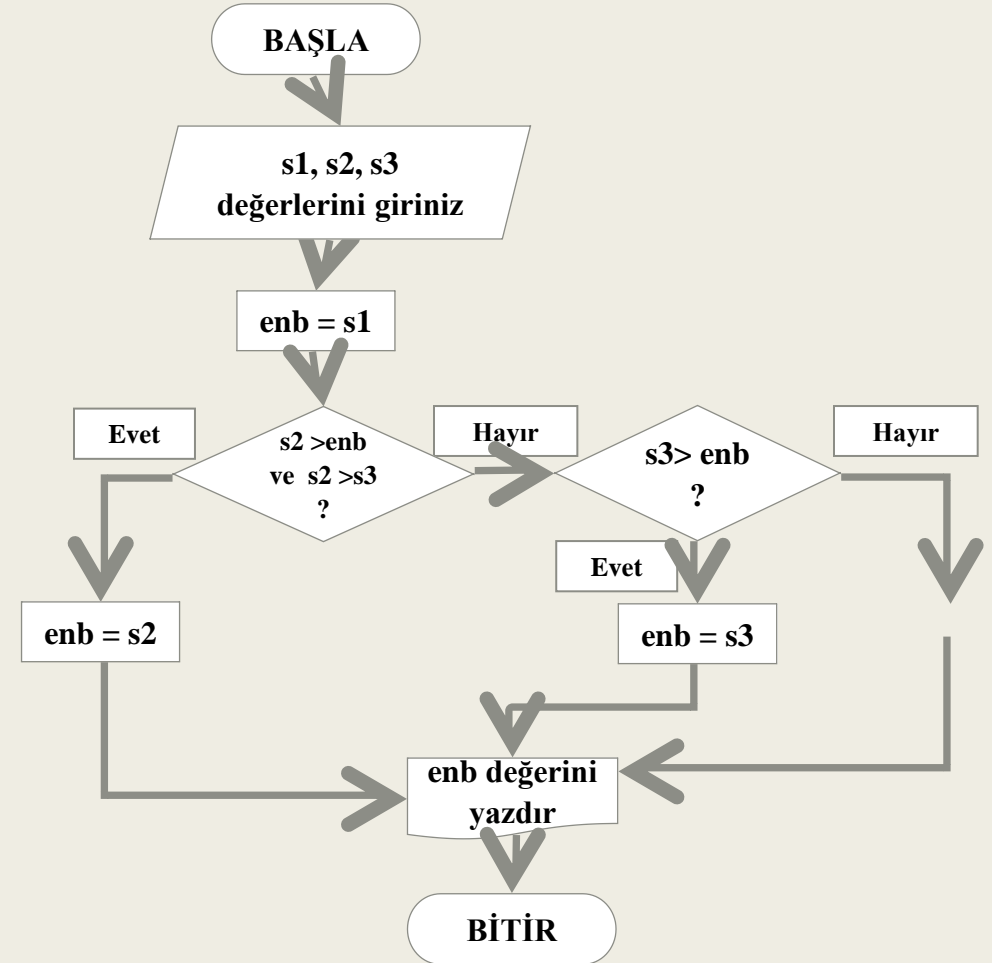 BAŞLA
s1, s2, s3
değerlerini giriniz
enb = s1
Evet
s2 >enb
ve s2 >s3
?
Hayır
s3> enb
?
Hayır
Evet
enb = s2
enb = s3
enb değerini
yazdır
BİTİR